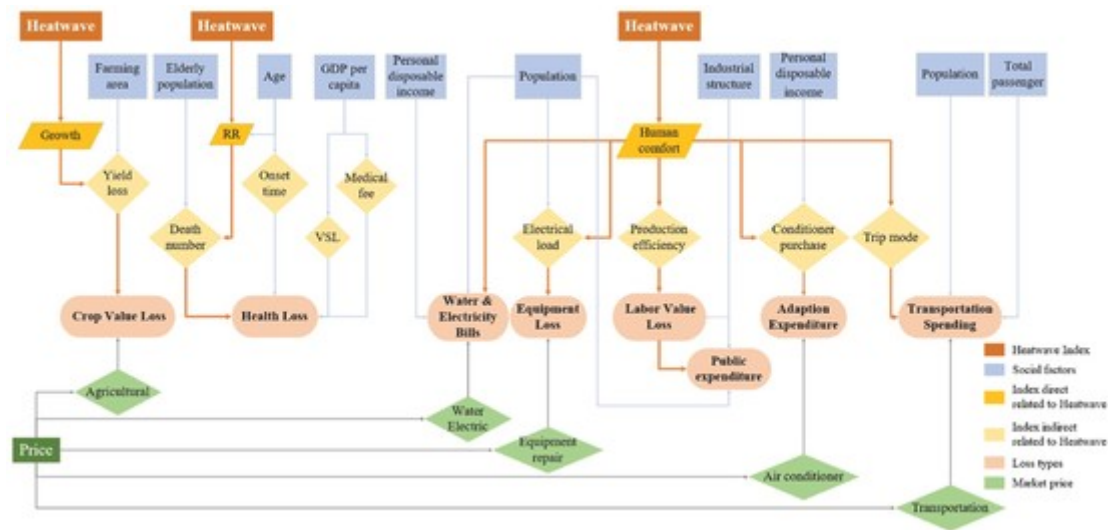 Heatwave
Heatwave
Heatwave
Farming
area
Elderly
population
Age
GDP per
capita
Personal
disposable
income
Population
Industrial
structure
Personal
disposable
income
Population
Total
passenger
Growth
RR
Human
comfort
Yield
loss
Onset
time
Medical
fee
Death
number
VSL
Electrical
load
Production
efficiency
Conditioner
purchase
Trip mode
Crop Value Loss
Health Loss
Water &
Electricity
Bills
Equipment
Loss
Labor Value
Loss
Adaption
Expenditure
Transportation
Spending
Public
expenditure
Agricultural
Water
Electric
Price
Equipment
repair
Air conditioner
Transportation
Heatwave Index
Social factors
Index direct
related to Heatwave
Index indirect
related to Heatwave
Loss types
Market price